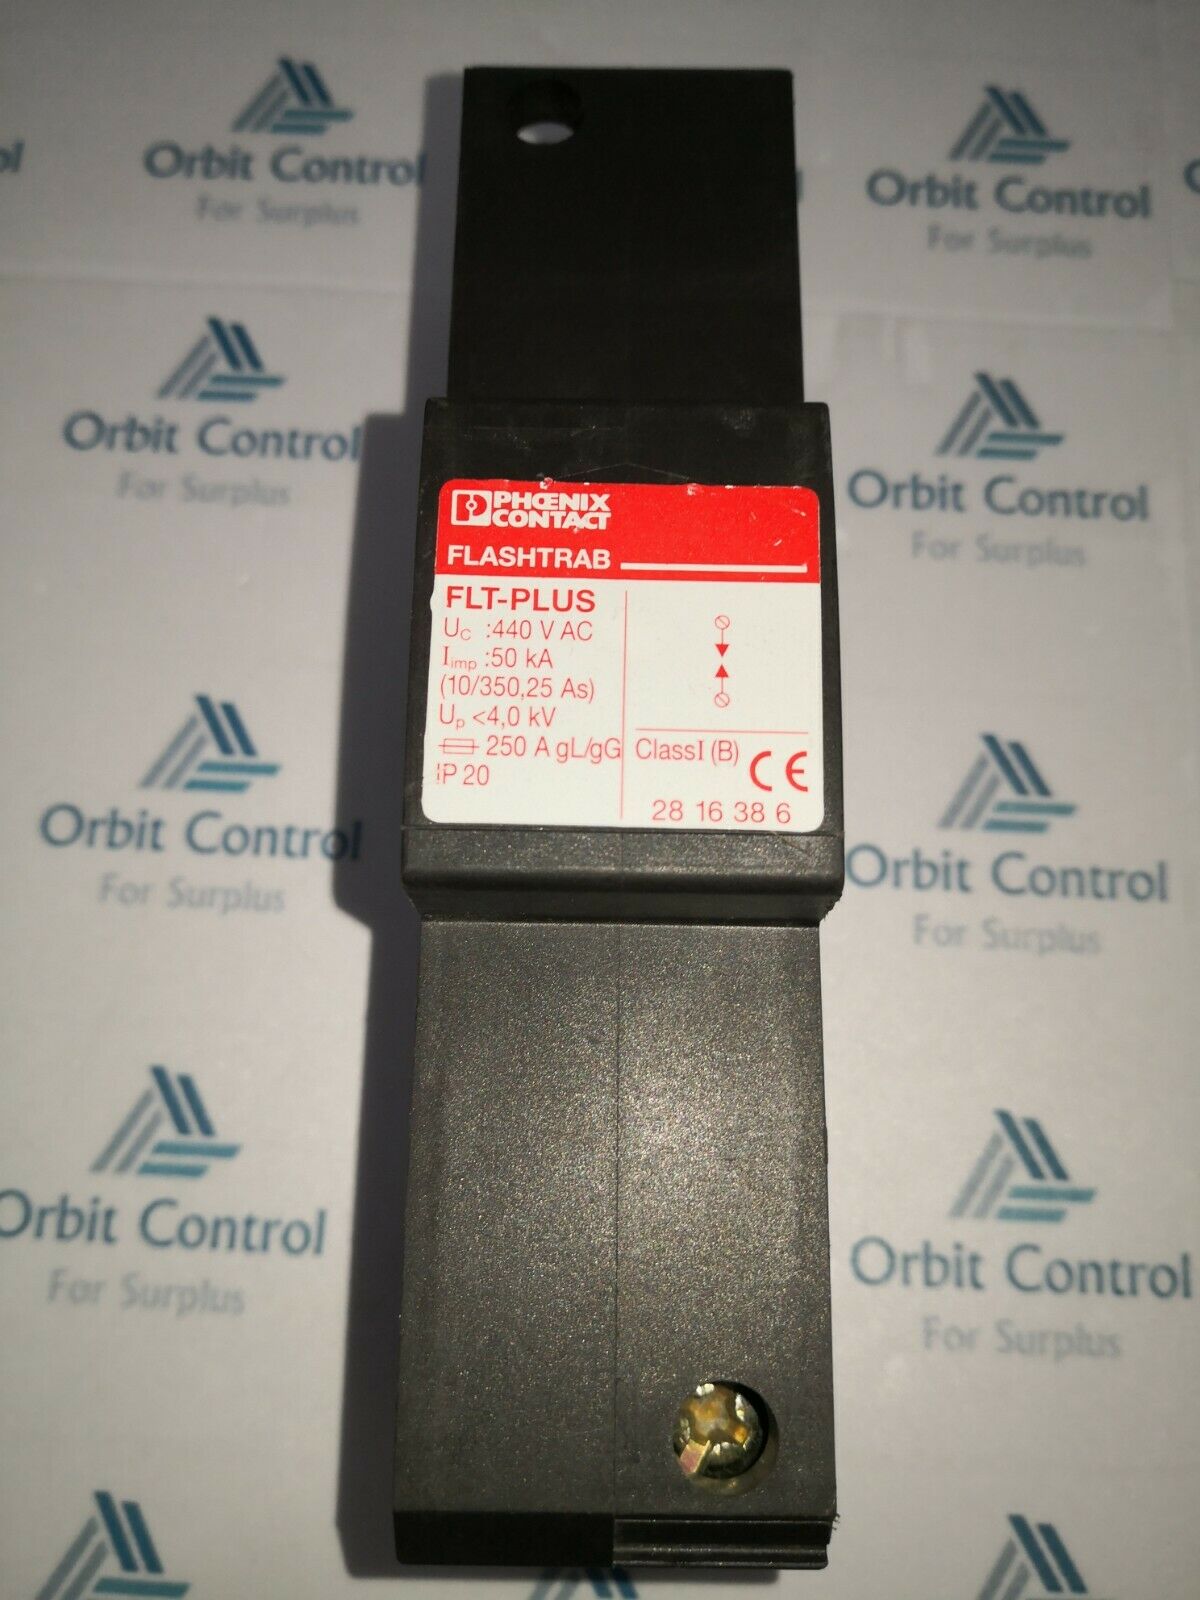 Orbit Control
For Surplus
Orbit Control
For Surplus
Orbit Control
For Surplus
Orbit Control
For Surplus
PHŒNIX
CONTACT
FLASHTRAB
FLT-PLUS
Uc :440 V AC
Iimp :50 kA
(10/350,25 As)
Up <4,0 kV
250 A gL/gG
IP 20
ClassI (B)
CE
28 16 38 6
Orbit Control
For Surplus
Orbit Control
For Surplus
Orbit Control
For Surplus
Orbit Control
For Surplus